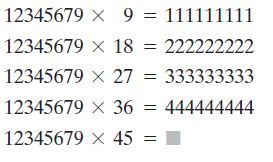 12345679 × 9 = 111111111
12345679 × 18 = 222222222
12345679 × 27 = 333333333
12345679 × 36 = 444444444
12345679 × 45 = ■